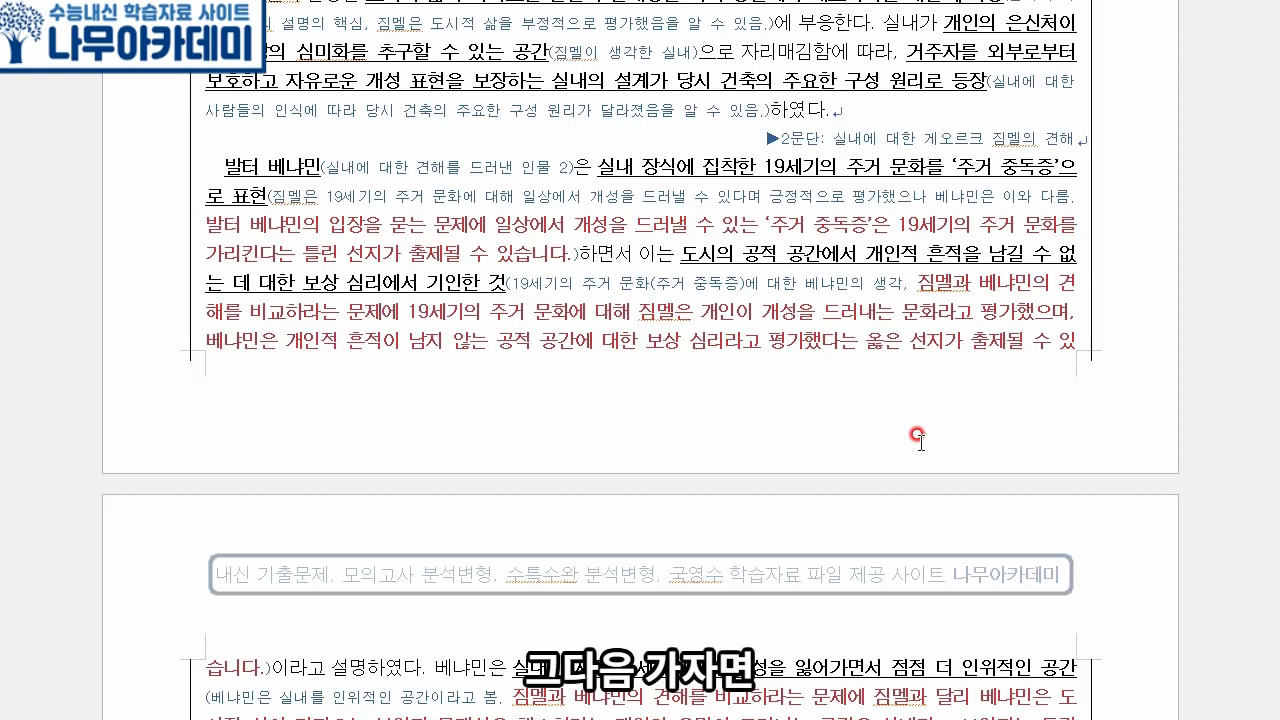 수능내신 학습자료 사이트
나무아카데미
설명의 핵심, 짐멜은 도시적 삶을 부정적으로 평가했음을 알 수 있음.)에 부응한다. 실내가 개인의 은신처이
심미화를 추구할 수 있는 공간(짐멜이 생각한 실내)으로 자리매김함에 따라, 거주자를 외부로부터
보호하고 자유로운 개성 표현을 보장하는 실내의 설계가 당시 건축의 주요한 구성 원리로 등장(실내에 대한
사람들의 인식에 따라 당시 건축의 주요한 구성 원리가 달라졌음을 알 수 있음.)하였다.↵
▶2문단: 실내에 대한 게오르크 짐멜의 견해↵
발터 베냐민(실내에 대한 견해를 드러낸 인물 2)은 실내 장식에 집착한 19세기의 주거 문화를 ‘주거 중독증’으
로 표현(짐멜은 19세기의 주거 문화에 대해 일상에서 개성을 드러낼 수 있다며 긍정적으로 평가했으나 베냐민은 이와 다름.
발터 베냐민의 입장을 묻는 문제에 일상에서 개성을 드러낼 수 있는 ‘주거 중독증’은 19세기의 주거 문화를
가리킨다는 틀린 선지가 출제될 수 있습니다.)하면서 이는 도시의 공적 공간에서 개인적 흔적을 남길 수 없
는 데 대한 보상 심리에서 기인한 것(19세기의 주거 문화(주거 중독증)에 대한 베냐민의 생각, 짐멜과 베냐민의 견
해를 비교하라는 문제에 19세기의 주거 문화에 대해 짐멜은 개인이 개성을 드러내는 문화라고 평가했으며,
베냐민은 개인적 흔적이 남지 않는 공적 공간에 대한 보상 심리라고 평가했다는 옳은 선지가 출제될 수 있
내신 기출문제, 모의고사 분석변형, 수특수완 분석변형, 국영수 학습자료 파일 제공 사이트 나무아카데미
습니다.)이라고 설명하였다. 베냐민은 잃어가면서 점점 더 인위적인 공간
그다음 가자면
(베냐민은 실내를 인위적인 공간이라고 봄. 짐멜과 베냐민의 견해를 비교하라는 문제에 짐멜과 달리 베냐민은 도